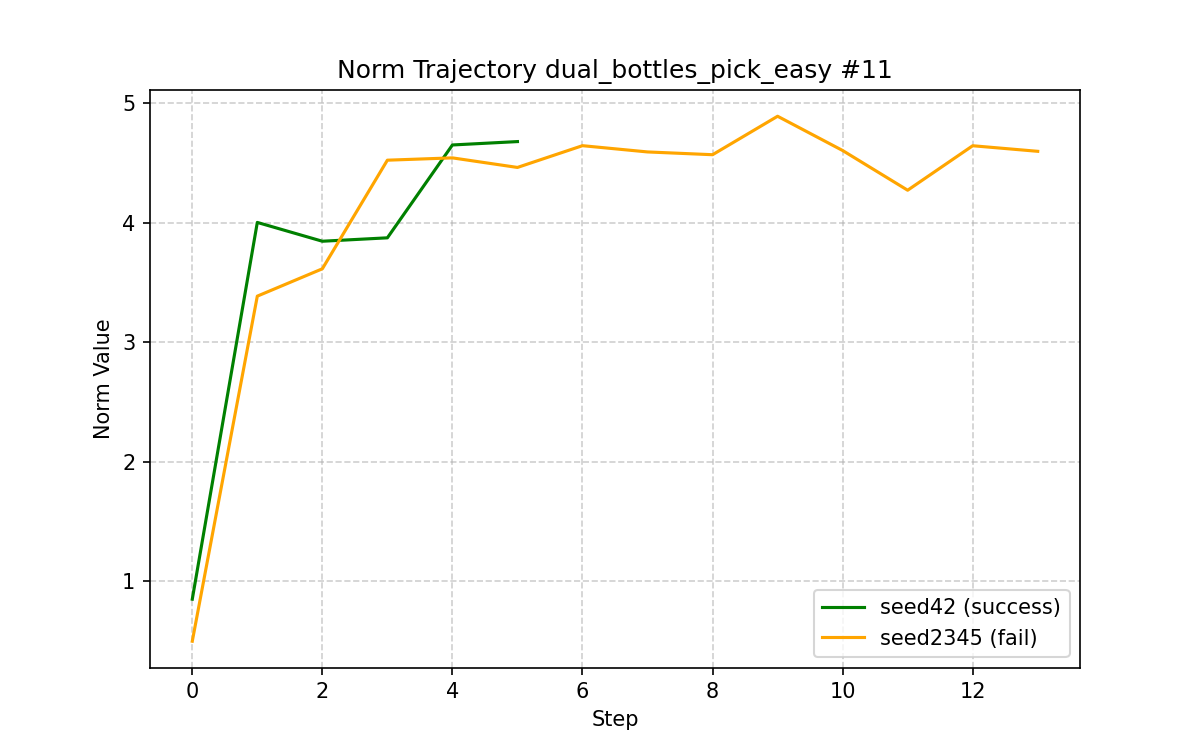 Norm Trajectory dual_bottles_pick_easy #11
Norm Value
5
4
3
2
1
0
2
4
6
8
10
12
Step
seed42 (success)
seed2345 (fail)